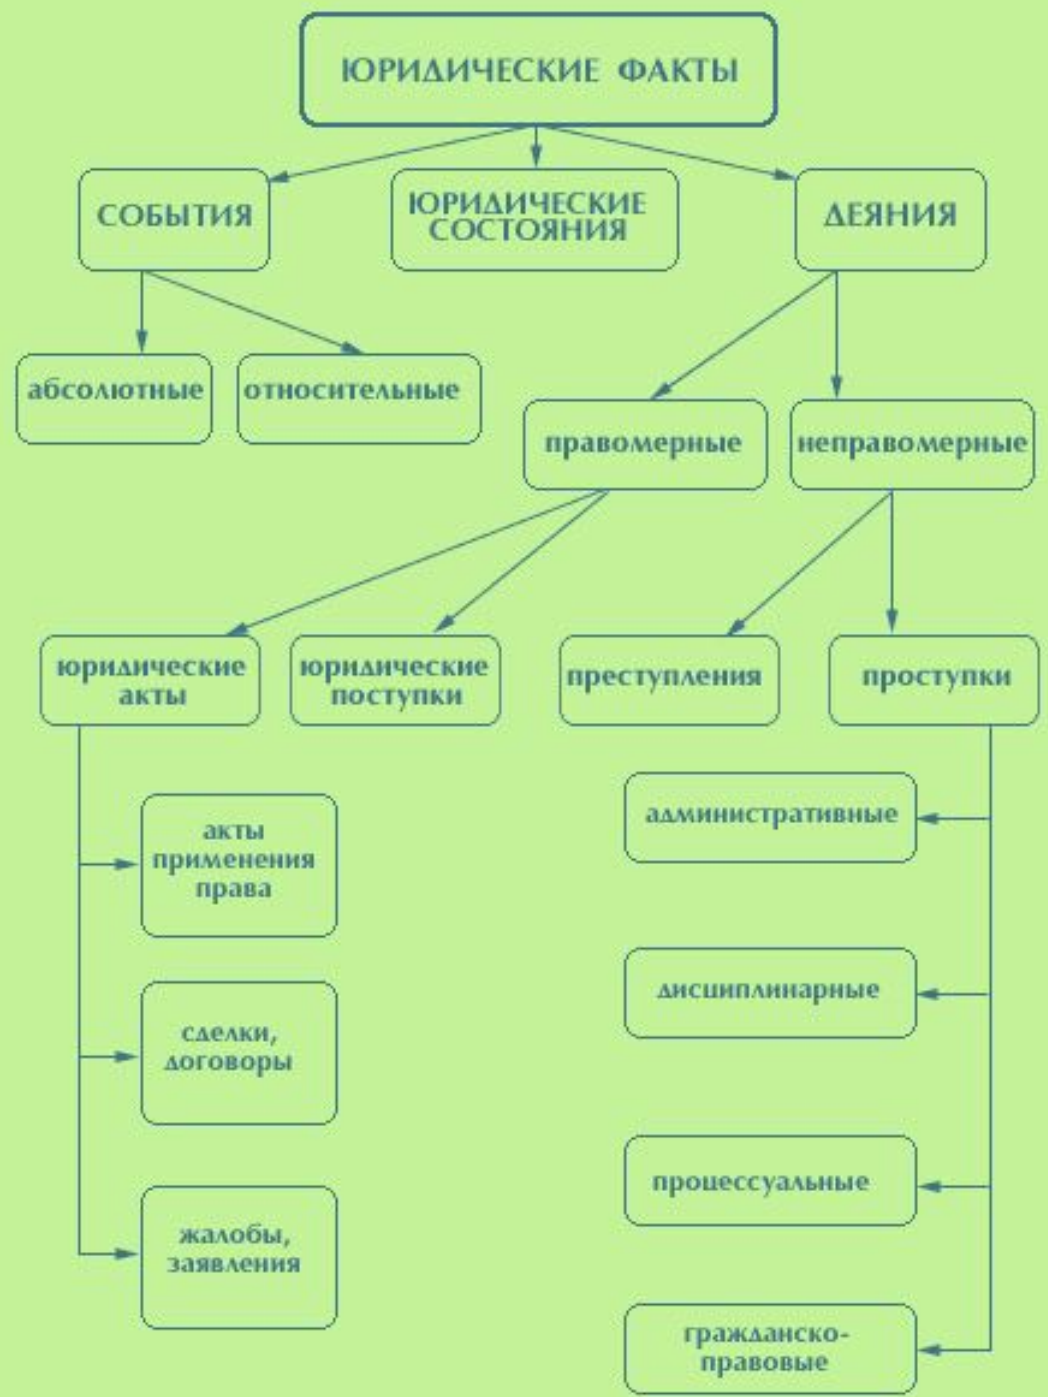 ЮРИДИЧЕСКИЕ ФАКТЫ
СОБЫТИЯ
ЮРИДИЧЕСКИЕ
СОСТОЯНИЯ
ДЕЯНИЯ
абсолютные
относительные
правомерные
неправомерные
юридические
акты
юридические
поступки
преступления
проступки
акты
применения
права
сделки,
договоры
жалобы,
заявления
административные
дисциплинарные
процессуальные
гражданско-
правовые